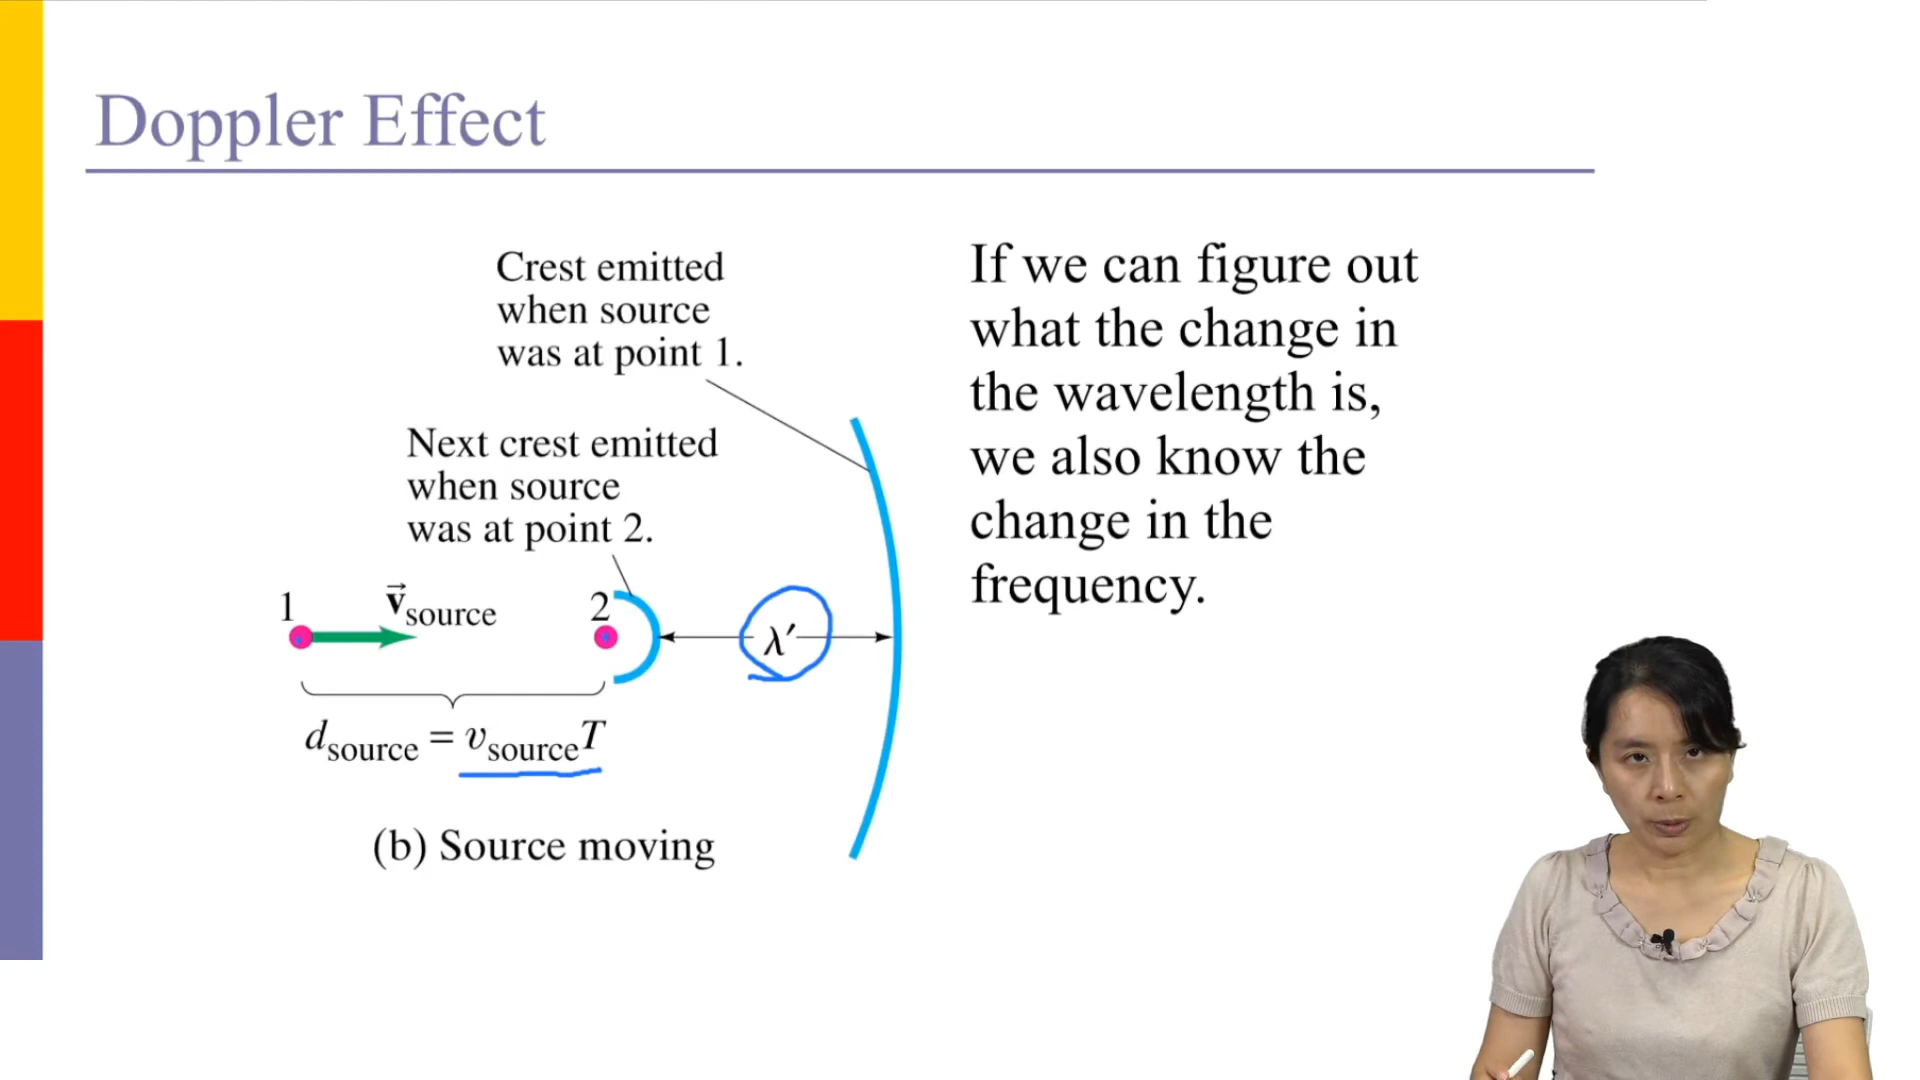 Doppler Effect
Crest emitted
when source
was at point 1.
Next crest emitted
when source
was at point 2.
1
v⃗source
2
λ′
dsource = vsourceT
(b) Source moving
If we can figure out
what the change in
the wavelength is,
we also know the
change in the
frequency.